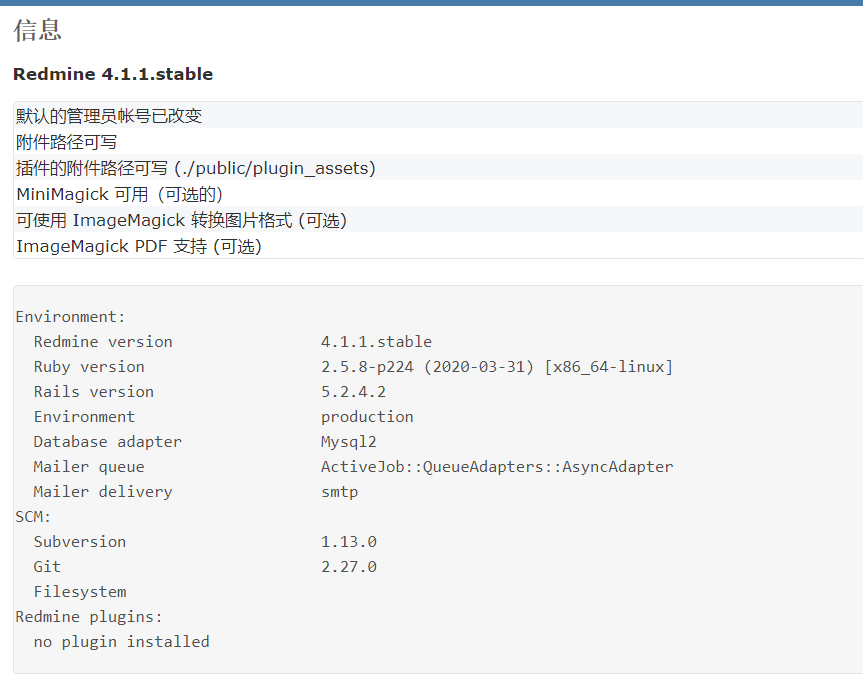 信息
Redmine 4.1.1.stable
默认的管理员帐号已改变
附件路径可写
插件的附件路径可写 (./public/plugin_assets)
MiniMagick 可用（可选的）
可使用 ImageMagick 转换图片格式 (可选)
ImageMagick PDF 支持 (可选)
Environment:
  Redmine version                4.1.1.stable
  Ruby version                   2.5.8-p224 (2020-03-31) [x86_64-linux]
  Rails version                  5.2.4.2
  Environment                    production
  Database adapter               Mysql2
  Mailer queue                   ActiveJob::QueueAdapters::AsyncAdapter
  Mailer delivery                smtp
SCM:
  Subversion                     1.13.0
  Git                            2.27.0
  Filesystem
Redmine plugins:
  no plugin installed